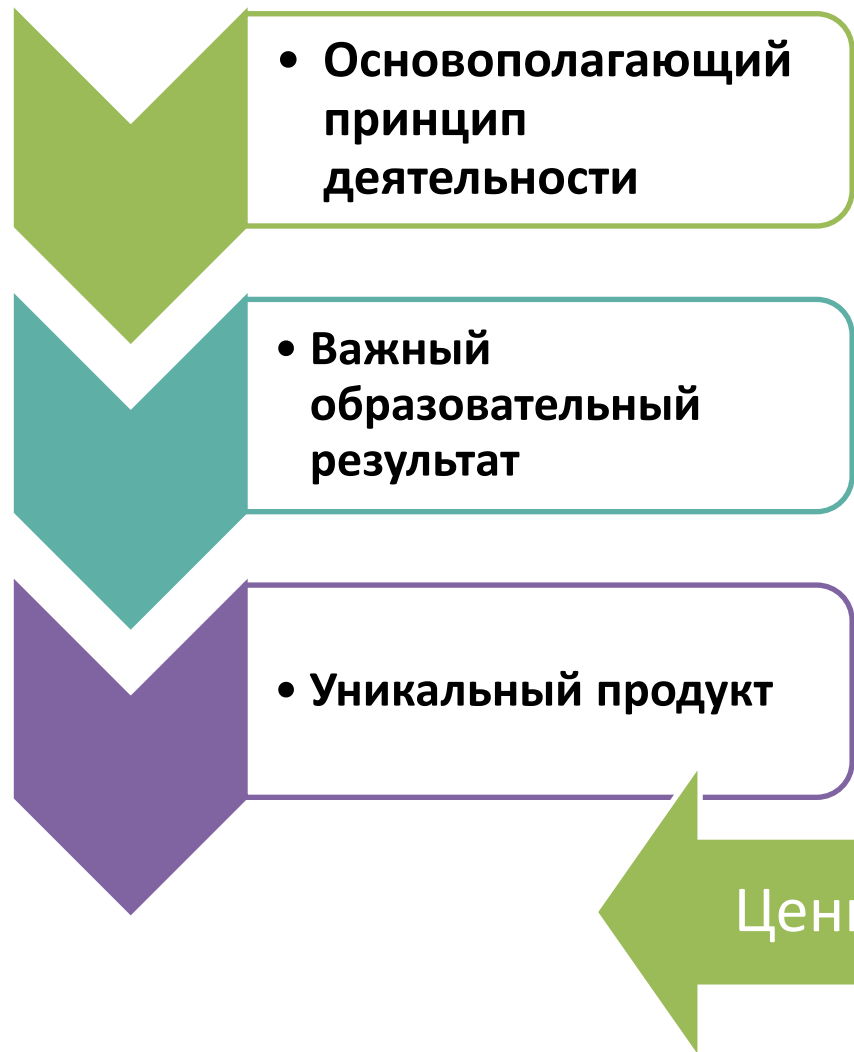 • Основополагающий
принцип
деятельности
• Важный
образовательный
результат
• Уникальный продукт